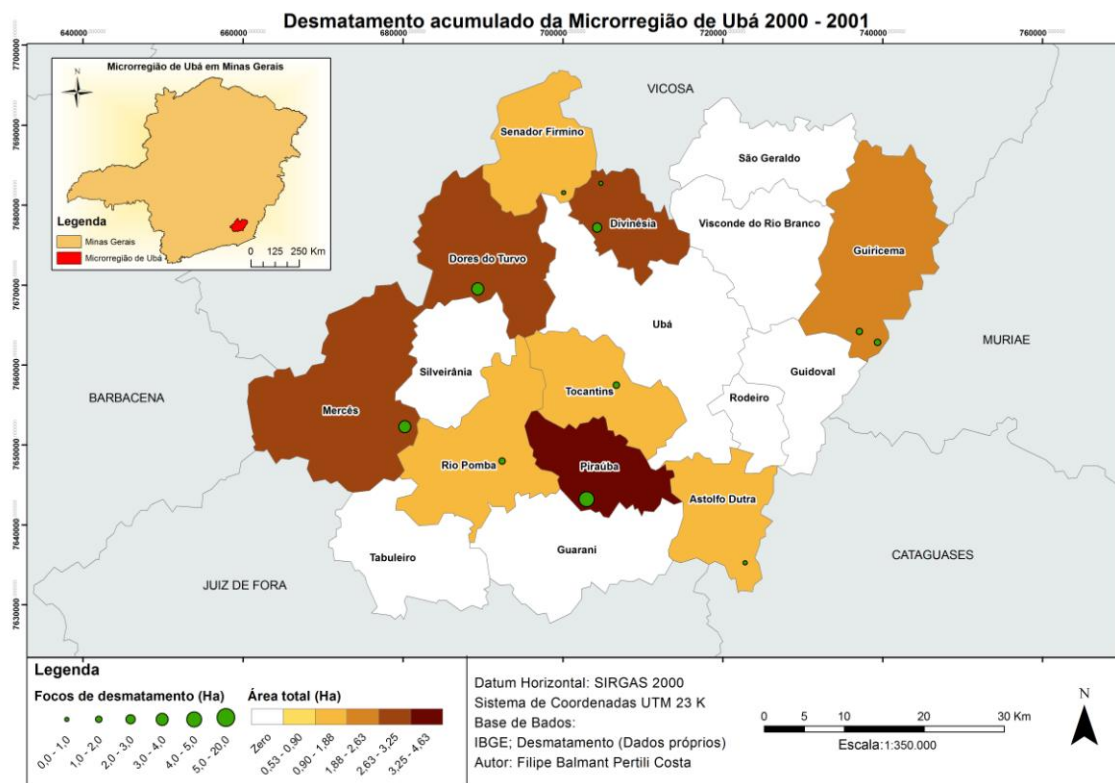 Desmatamento acumulado da Microrregião de Ubá 2000 - 2001
640000 660000 680000 700000 720000 740000 760000
7700000
7690000
7680000
7670000
7660000
7650000
7640000
7630000
Microrregião de Ubá em Minas Gerais
N
Legenda
Minas Gerais
Microrregião de Ubá
0 125 250 Km
VICOSA
Senador Firmino
São Geraldo
Divinésia
Visconde do Rio Branco
Guiricema
Dores do Turvo
Ubá
MURIAE
Silveirânia
Guidoval
Tocantins
Rodeiro
BARBACENA
Mercês
Rio Pomba
Piraúba
Astolfo Dutra
Tabuleiro
Guarani
CATAGUASES
JUIZ DE FORA
Legenda
Focos de desmatamento (Ha)
0,0 - 1,0
1,0 - 2,0
2,0 - 3,0
3,0 - 4,0
4,0 - 5,0
5,0 - 20,0
Área total (Ha)
Zero
0,53 - 0,90
0,90 - 1,88
1,88 - 2,63
2,63 - 3,25
3,25 - 4,63
Datum Horizontal: SIRGAS 2000
Sistema de Coordenadas UTM 23 K
Base de Bados:
IBGE; Desmatamento (Dados próprios)
Autor: Filipe Balmant Pertili Costa
0 5 10 20 30 Km
Escala:1:350.000
N